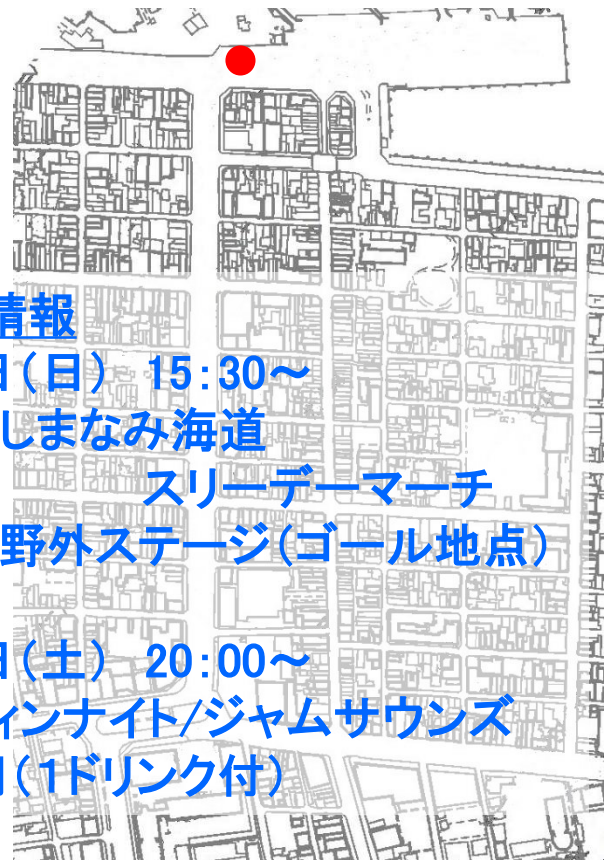 情報
日(日) 15:30～
しまなみ海道
スリーデーマーチ
野外ステージ(ゴール地点)
日(土) 20:00～
ィンナイト/ジャムサウンズ
(1ドリンク付)